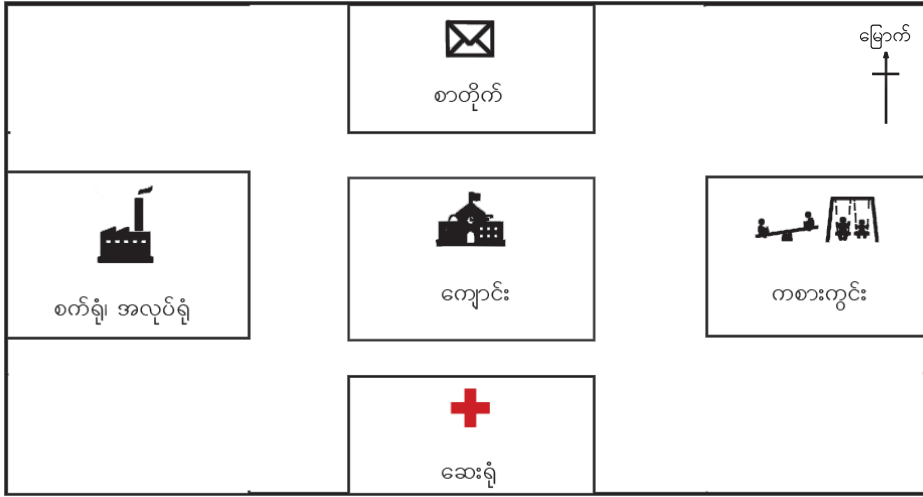 မြောက်
စာတိုက်
စက်ရုံ၊ အလုပ်ရုံ
ကျောင်း
ကစားကွင်း
ဆေးရုံ